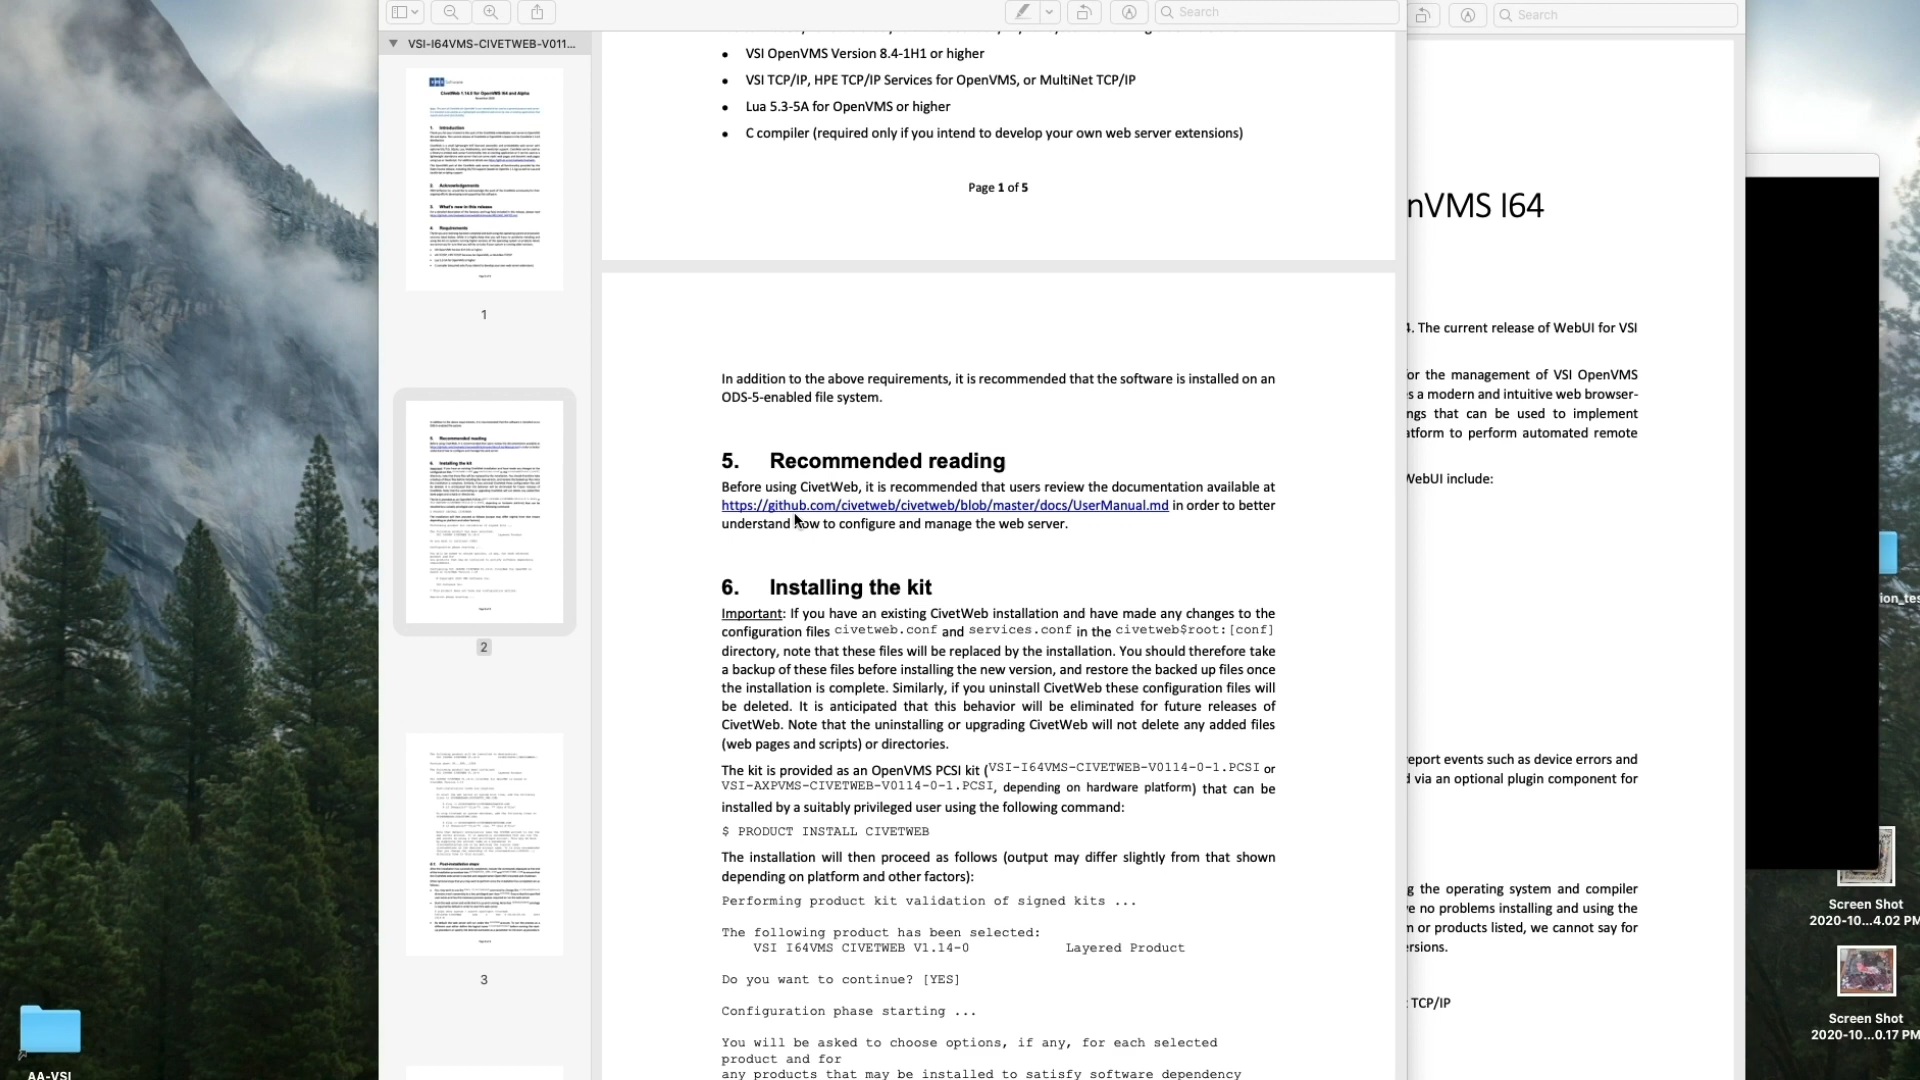 Search
Search
VSI-I64VMS-CIVETWEB-V011...
1
2
3
VSI OpenVMS Version 8.4-1H1 or higher
VSI TCP/IP, HPE TCP/IP Services for OpenVMS, or MultiNet TCP/IP
Lua 5.3-5A for OpenVMS or higher
C compiler (required only if you intend to develop your own web server extensions)
Page 1 of 5
In addition to the above requirements, it is recommended that the software is installed on an
ODS-5-enabled file system.
5. Recommended reading
Before using CivetWeb, it is recommended that users review the documentation available at
https://github.com/civetweb/civetweb/blob/master/docs/UserManual.md in order to better
understand how to configure and manage the web server.
6. Installing the kit
Important: If you have an existing CivetWeb installation and have made any changes to the
configuration files civetweb.conf and services.conf in the civetweb$root:[conf]
directory, note that these files will be replaced by the installation. You should therefore take
a backup of these files before installing the new version, and restore the backed up files once
the installation is complete. Similarly, if you uninstall CivetWeb these configuration files will
be deleted. It is anticipated that this behavior will be eliminated for future releases of
CivetWeb. Note that the uninstalling or upgrading CivetWeb will not delete any added files
(web pages and scripts) or directories.
The kit is provided as an OpenVMS PCSI kit (VSI-I64VMS-CIVETWEB-V0114-0-1.PCSI or
VSI-AXPVMS-CIVETWEB-V0114-0-1.PCSI, depending on hardware platform) that can be
installed by a suitably privileged user using the following command:
$ PRODUCT INSTALL CIVETWEB
The installation will then proceed as follows (output may differ slightly from that shown
depending on platform and other factors):
Performing product kit validation of signed kits ...
The following product has been selected:
VSI I64VMS CIVETWEB V1.14-0 Layered Product
Do you want to continue? [YES]
Configuration phase starting ...
You will be asked to choose options, if any, for each selected
product and for
any products that may be installed to satisfy software dependency
nVMS I64
4. The current release of WebUI for VSI
or the management of VSI OpenVMS
s a modern and intuitive web browser-
ngs that can be used to implement
atform to perform automated remote
WebUI include:
eport events such as device errors and
d via an optional plugin component for
g the operating system and compiler
e no problems installing and using the
m or products listed, we cannot say for
ersions.
: TCP/IP
ion_tes
Screen Shot
2020-10...4.02 PM
Screen Shot
2020-10...0.17 PM
AA-VSI